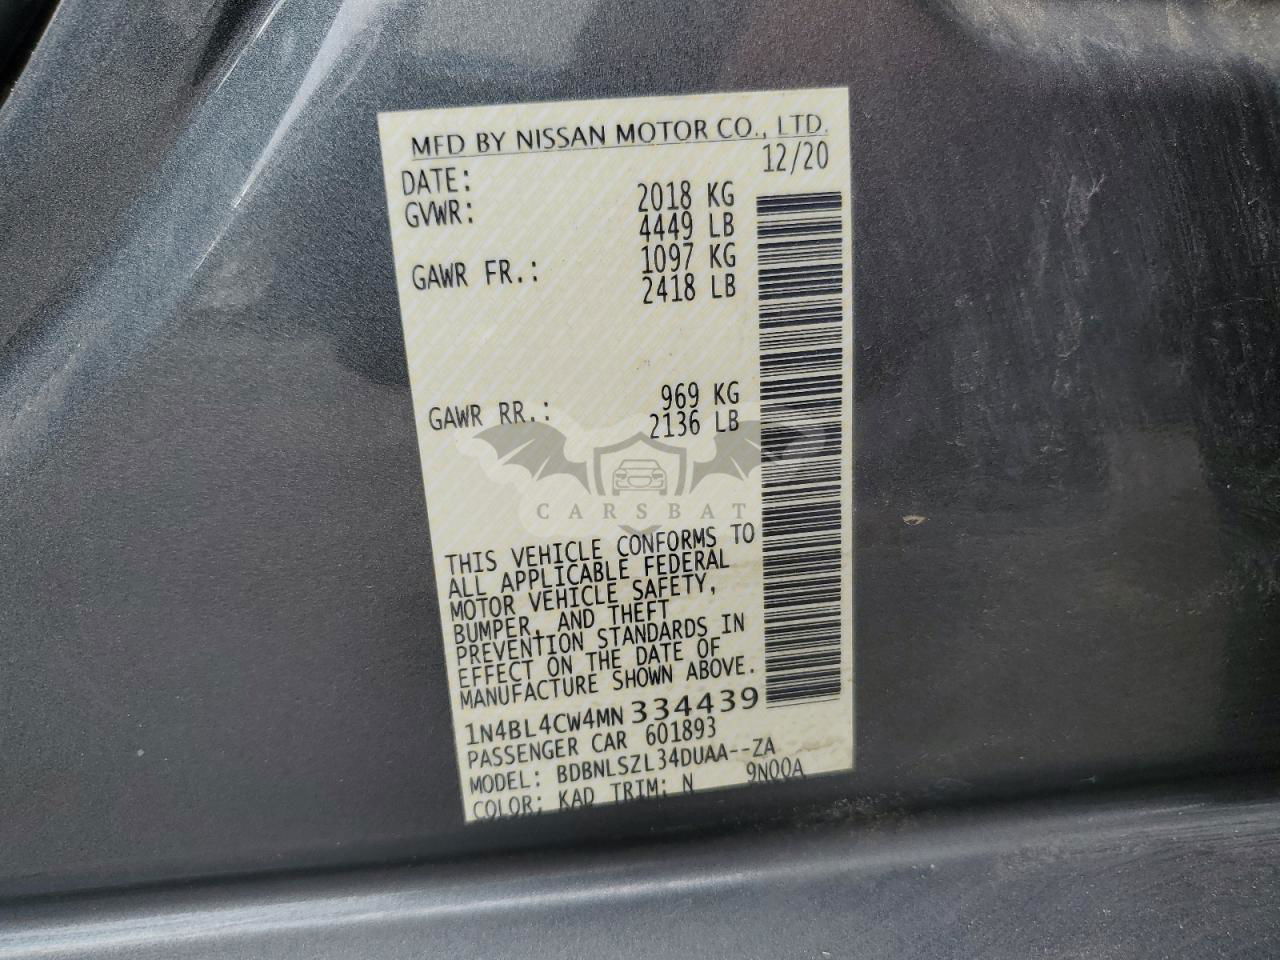 MFD BY NISSAN MOTOR CO., LTD.
DATE: 12/20
GVWR: 2018 KG
4449 LB
GAWR FR.: 1097 KG
2418 LB
GAWR RR.: 969 KG
2136 LB
CARSBAT
THIS VEHICLE CONFORMS TO
ALL APPLICABLE FEDERAL
MOTOR VEHICLE SAFETY,
BUMPER, AND THEFT
PREVENTION STANDARDS IN
EFFECT ON THE DATE OF
MANUFACTURE SHOWN ABOVE.
1N4BL4CW4MN334439
PASSENGER CAR 601893
MODEL: BDBNLSZL34DUAA--ZA
COLOR: KAD TRIM: N 9N00A